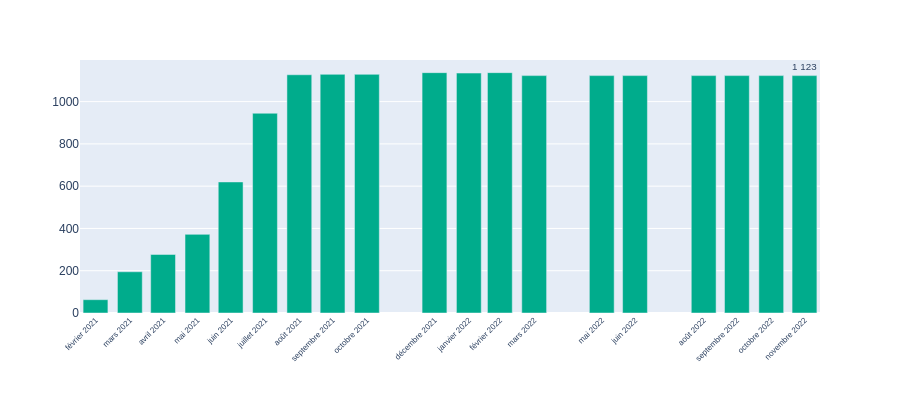 1 123
1000
800
600
400
200
0
février 2021
mars 2021
avril 2021
mai 2021
juin 2021
juillet 2021
août 2021
septembre 2021
octobre 2021
décembre 2021
janvier 2022
février 2022
mars 2022
mai 2022
juin 2022
août 2022
septembre 2022
octobre 2022
novembre 2022